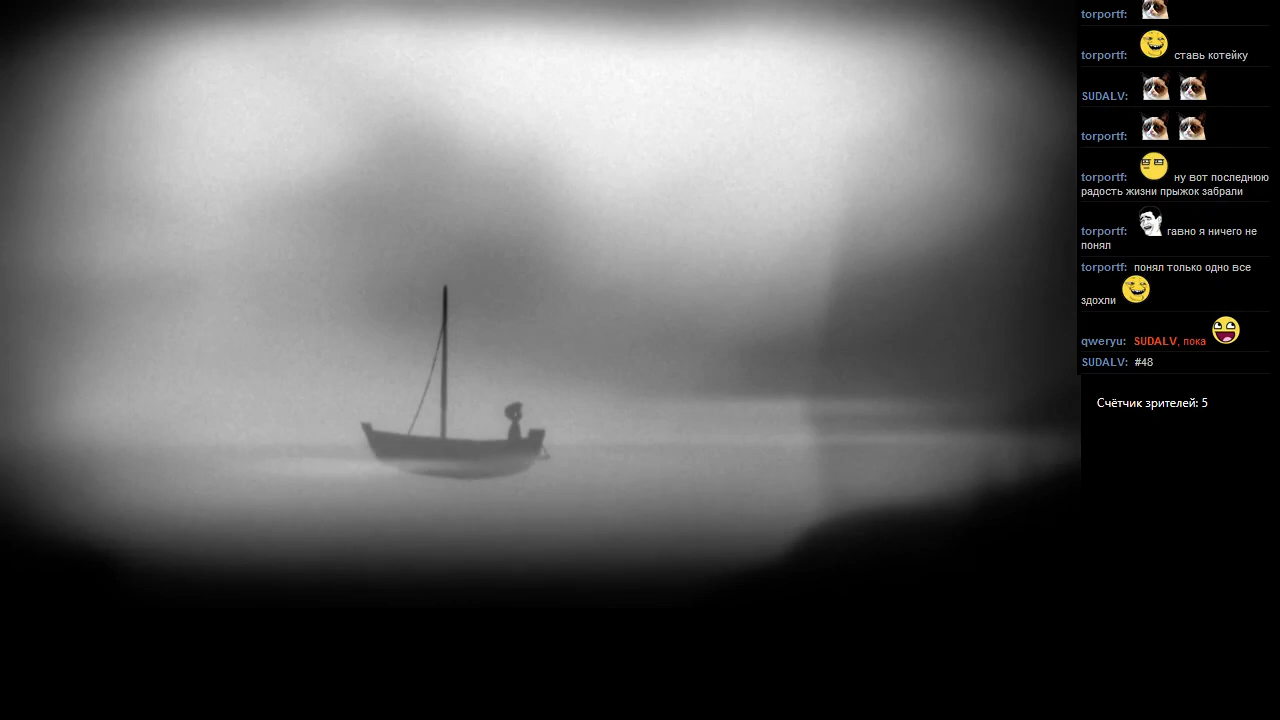 torportf:
torportf: ставь котейку
SUDALV:
torportf:
torportf: ну вот последнюю
радость жизни прыжок забрали
torportf: гавно я ничего не
понял
torportf: понял только одно все
здохли
qweryu: SUDALV, пока
SUDALV: #48
Счётчик зрителей: 5